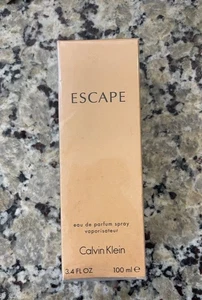 ESCAPE
eau de parfum spray
vaporisateur
Calvin Klein
3.4 FL OZ 100 ml e